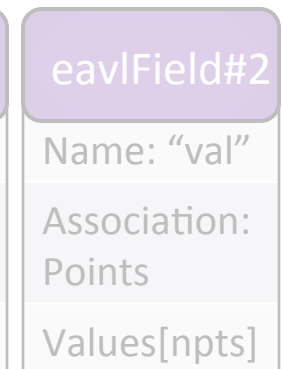 eavlField#2
Name: “val”
Association:
Points
Values[npts]